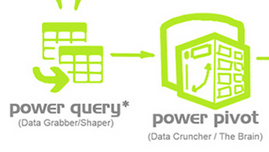 power query*
(Data Grabber/Shaper)
power pivot
(Data Cruncher / The Brain)